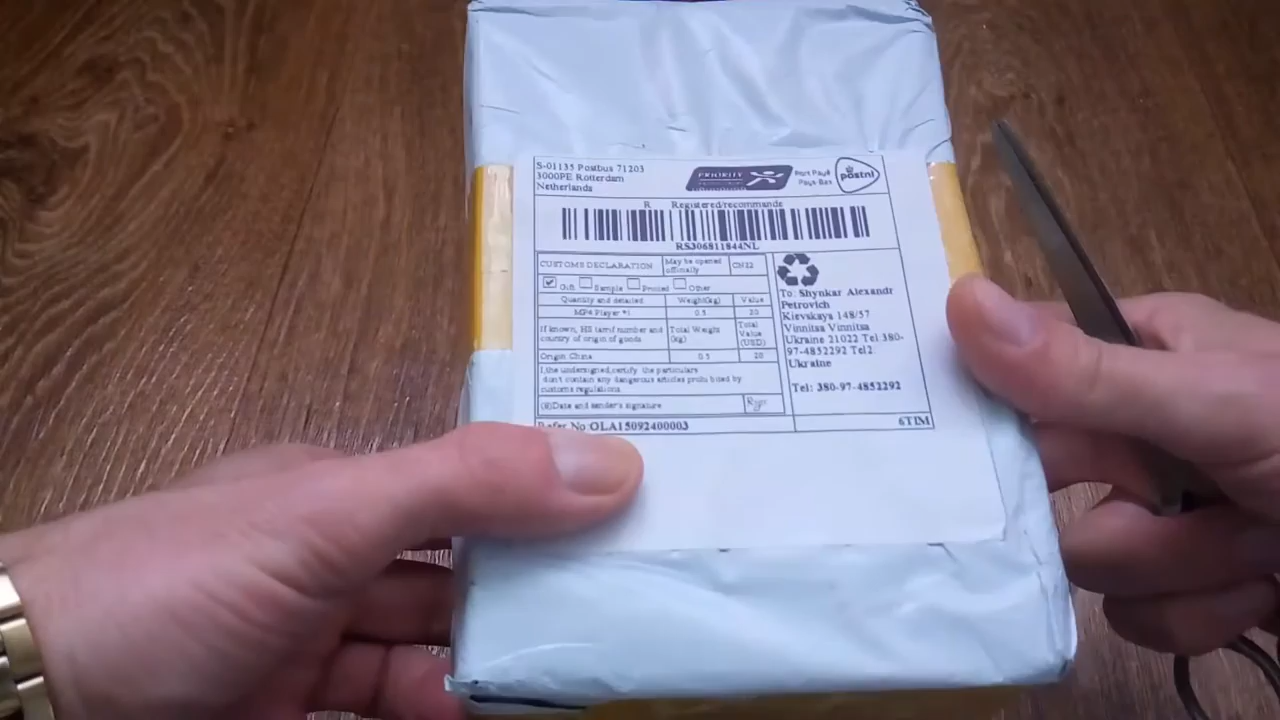 S-01135 Postbus 71203
3000PE Rotterdam
Netherlands
PRIORITY
Port Payé
Pays-Bas
postnl
R Registered/recommande
RS306811844NL
CUSTOMS DECLARATION
May be opened
officially
CN22
Gift Sample Printed Other
Quantity and detailed Weight(kg) Value
MP4 Player *1 0.5 20
If known, HS tarrif number and
country of origin of goods
Total Weight
(kg)
Total
Value
(USD)
Origin China 0.5 20
I,the undersigned,certify the particulars
don't contain any dangerous articles prohi bited by
customs regulations
(8)Date and sender's signature
Refer No:OLA15092400003
To: Shynkar Alexandr
Petrovich
Kievskaya 148/57
Vinnitsa Vinnitsa
Ukraine 21022 Tel:380-
97-4852292 Tel2:
Ukraine
Tel: 380-97-4852292
6TIM